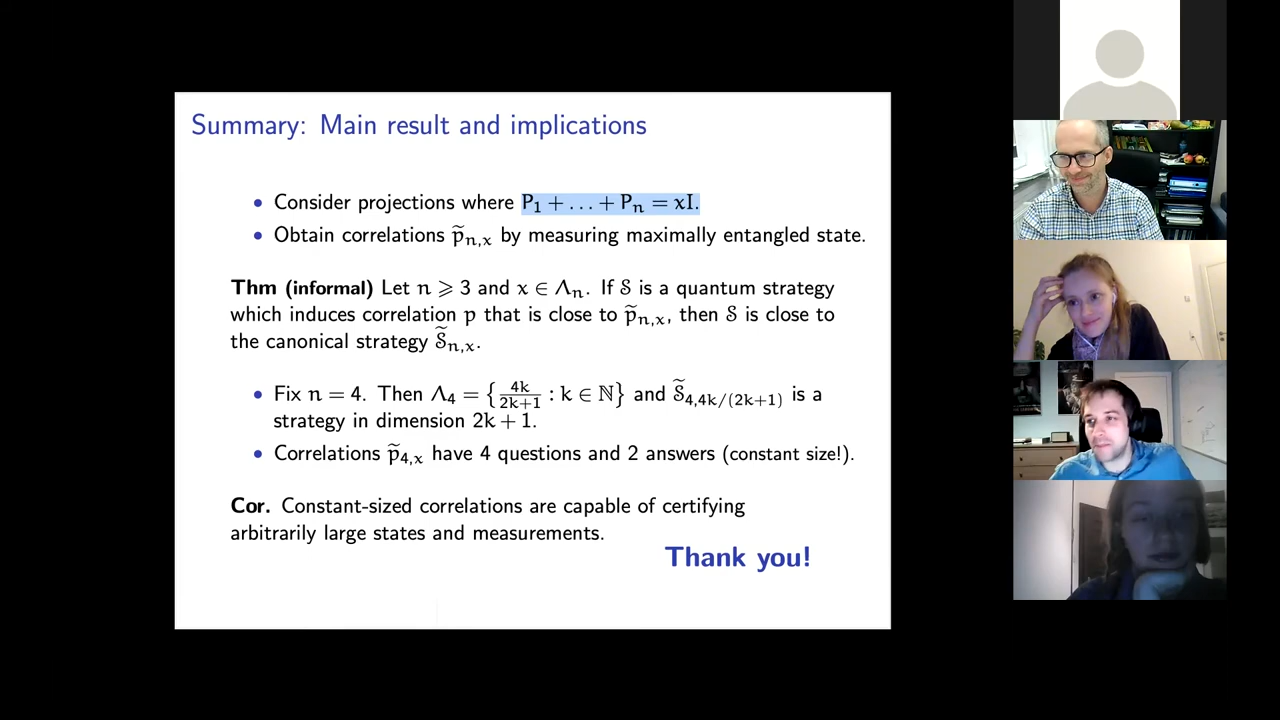 Summary: Main result and implications
• Consider projections where P₁ + … + Pₙ = xI.
• Obtain correlations p̃ₙ,ₓ by measuring maximally entangled state.
Thm (informal) Let n ⩾ 3 and x ∈ Λₙ. If S is a quantum strategy
which induces correlation p that is close to p̃ₙ,ₓ, then S is close to
the canonical strategy S̃ₙ,ₓ.
• Fix n = 4. Then Λ₄ = {4k/(2k+1) : k ∈ ℕ} and S̃₄,₄ₖ/₍₂ₖ₊₁₎ is a
strategy in dimension 2k + 1.
• Correlations p̃₄,ₓ have 4 questions and 2 answers (constant size!).
Cor. Constant-sized correlations are capable of certifying
arbitrarily large states and measurements.
Thank you!